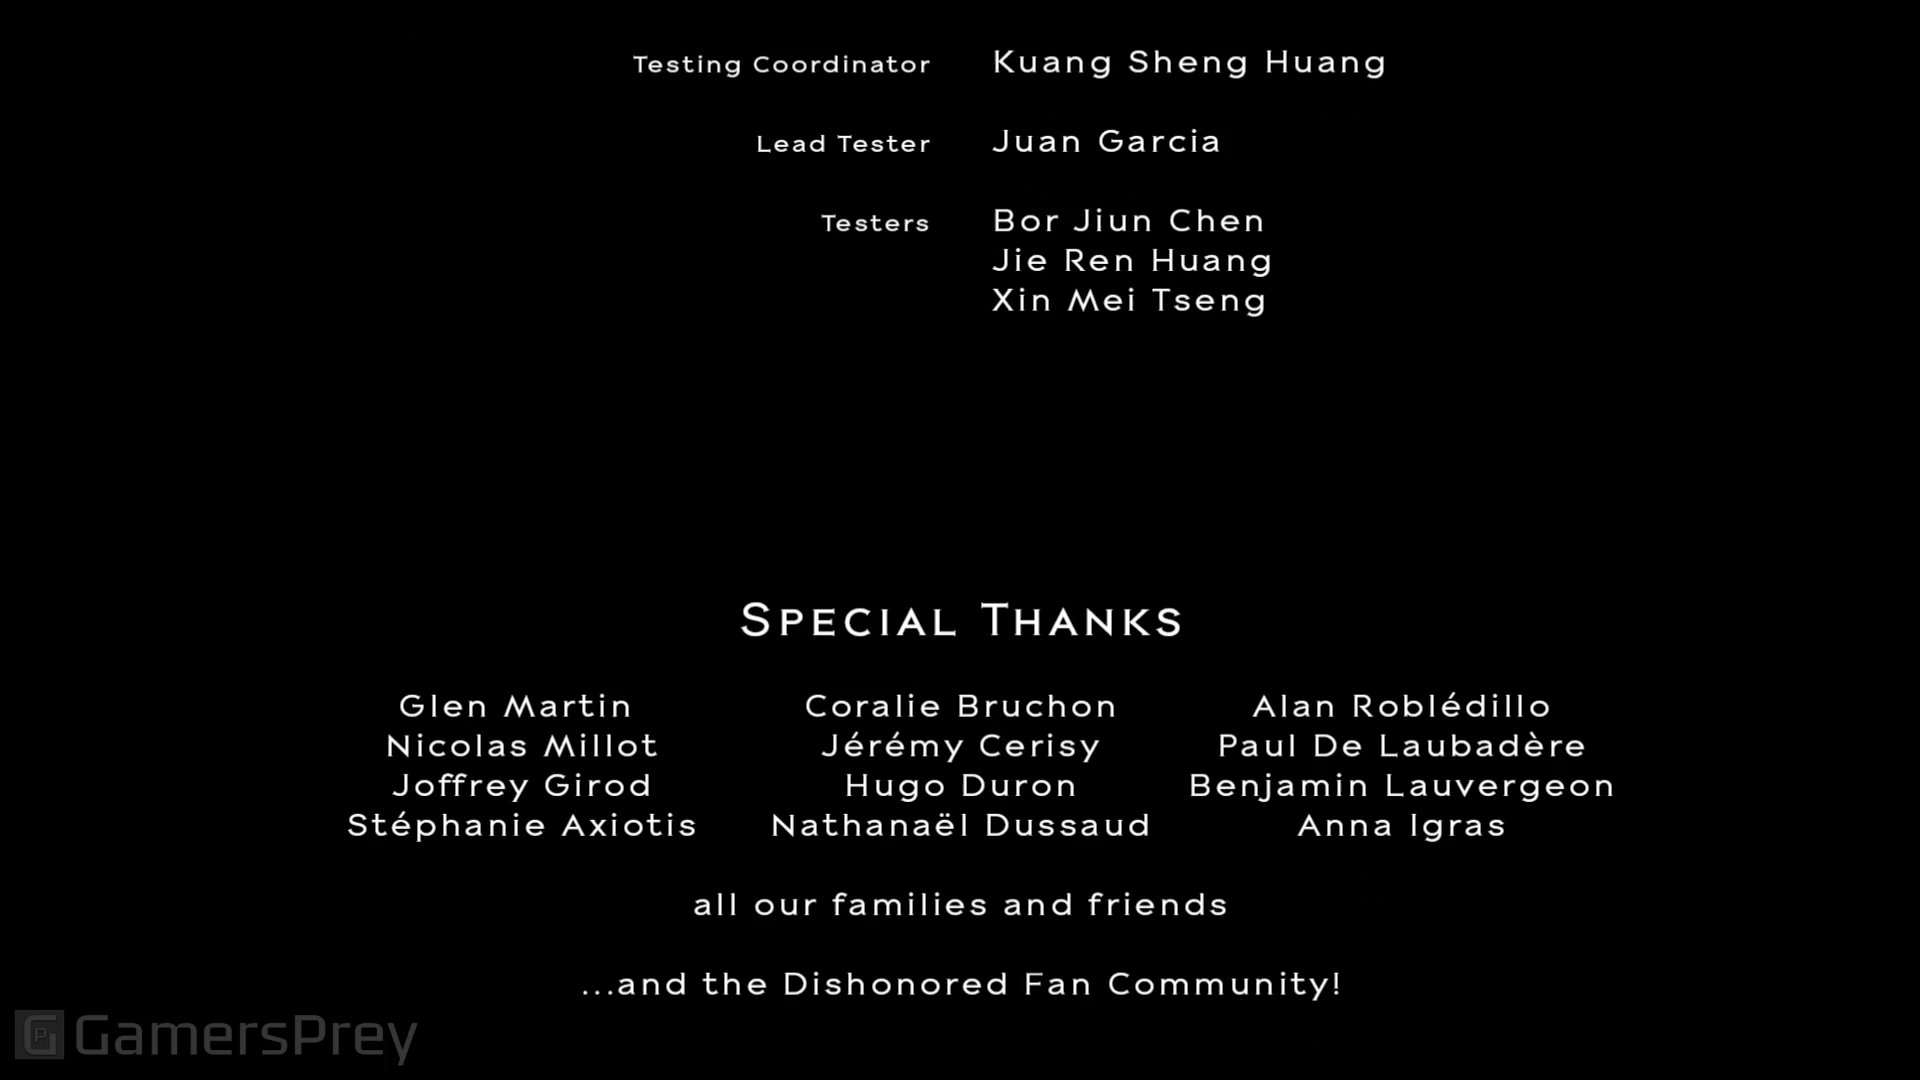 Testing Coordinator Kuang Sheng Huang
Lead Tester Juan Garcia
Testers Bor Jiun Chen
Jie Ren Huang
Xin Mei Tseng
Special Thanks
Glen Martin Coralie Bruchon Alan Roblédillo
Nicolas Millot Jérémy Cerisy Paul De Laubadère
Joffrey Girod Hugo Duron Benjamin Lauvergeon
Stéphanie Axiotis Nathanaël Dussaud Anna Igras
all our families and friends
...and the Dishonored Fan Community!
GamersPrey